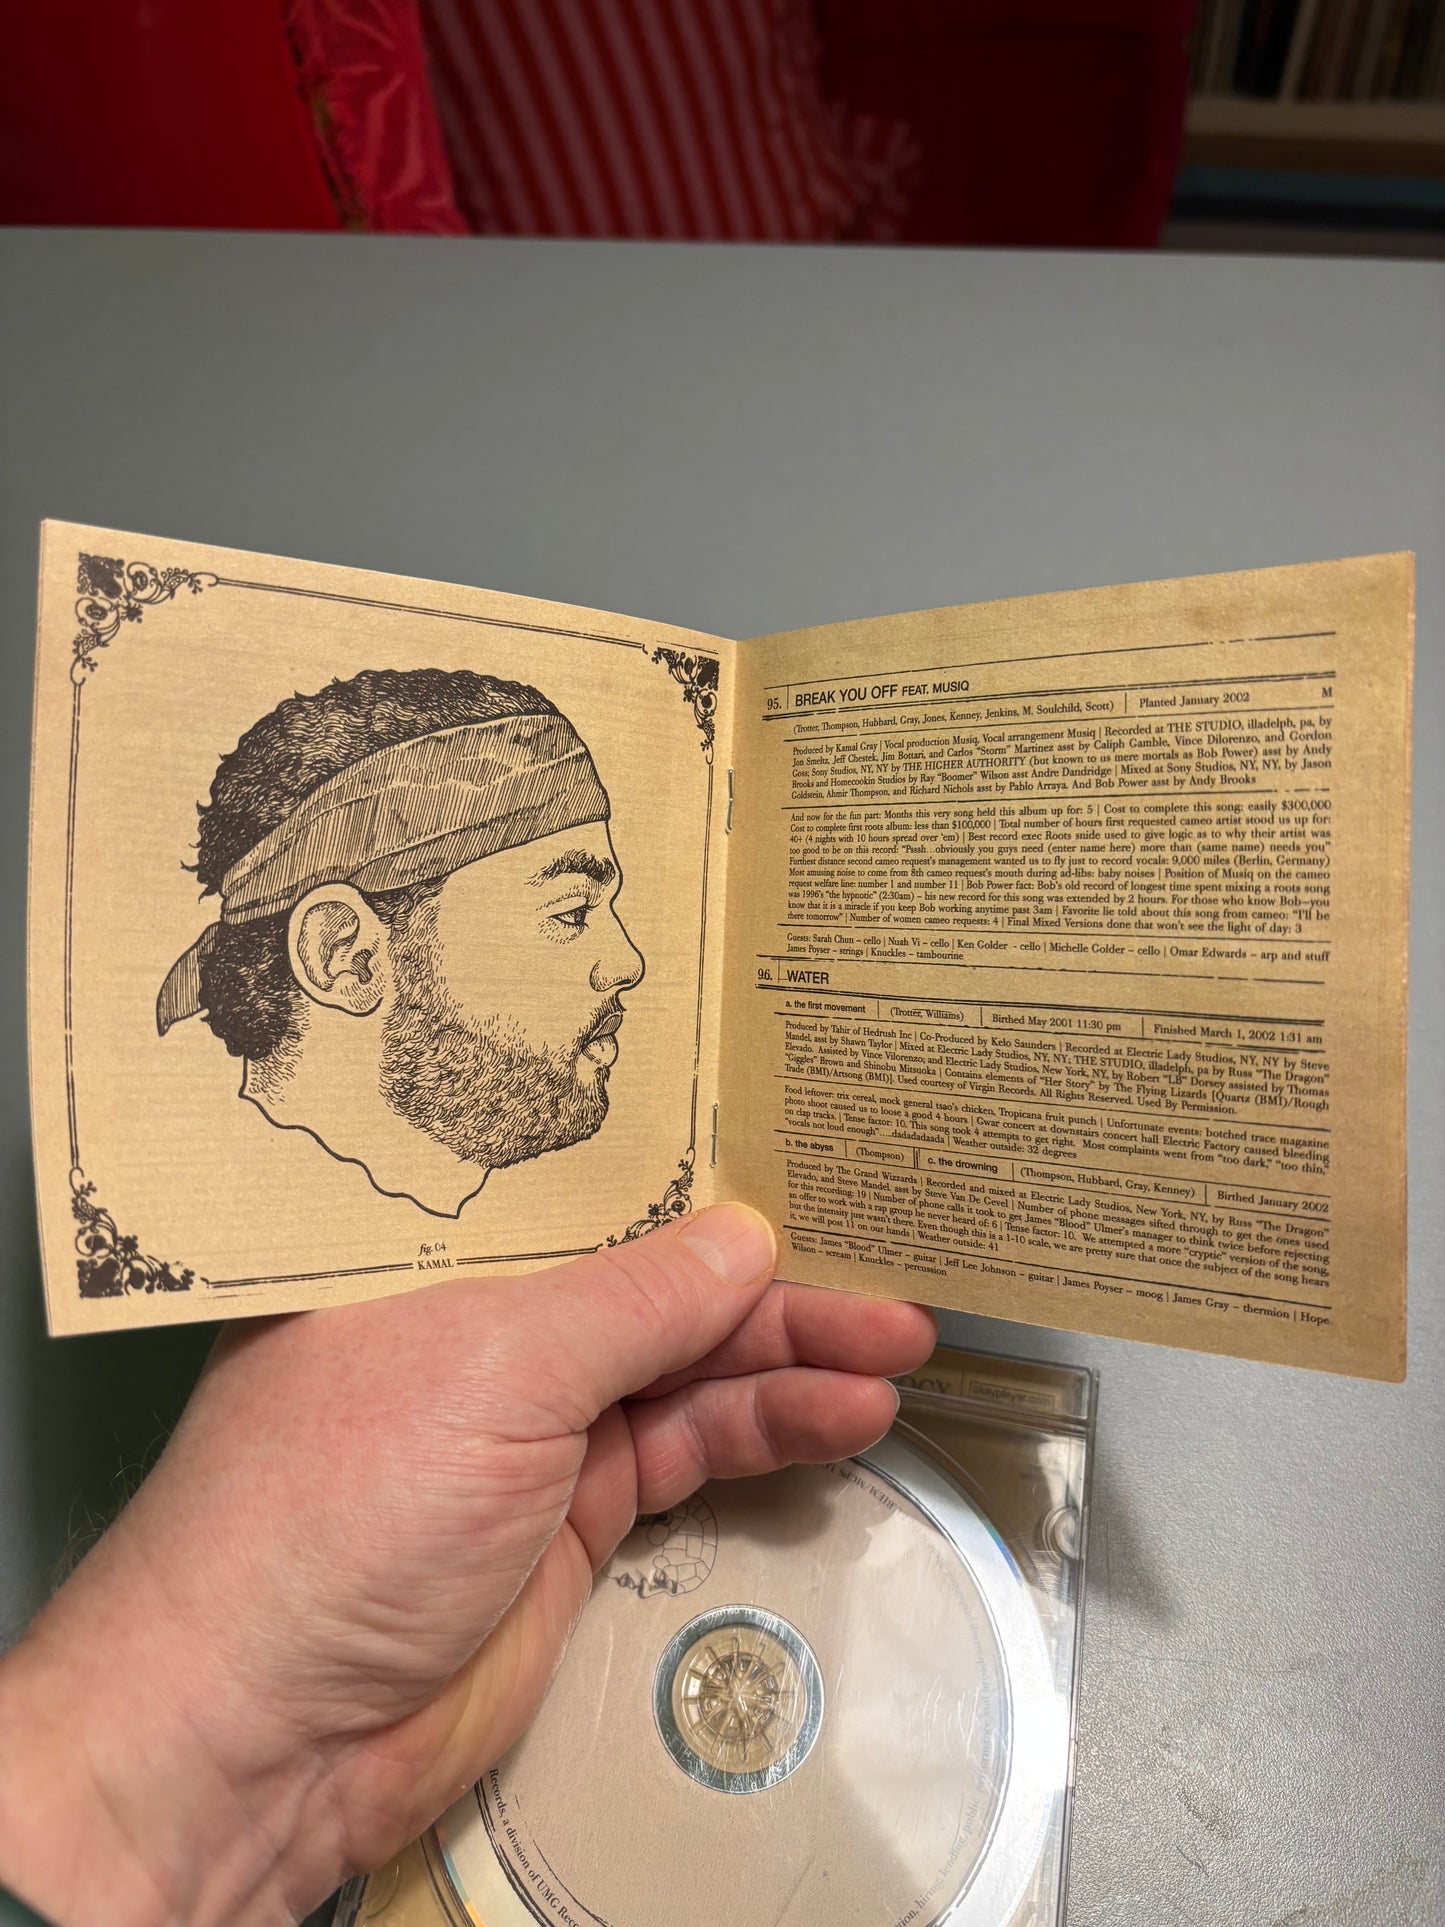 fig. 04
KAMAL
95. BREAK YOU OFF FEAT. MUSIQ
(Trotter, Thompson, Hubbard, Gray, Jones, Kenney, Jenkins, M. Soulchild, Scott) Planted January 2002 M
Produced by Kamal Gray | Vocal production Musiq, Vocal arrangement Musiq | Recorded at THE STUDIO, illadelph, pa, by
Jon Smeltz, Jeff Chestek, Jim Bottari, and Carlos "Storm" Martinez asst by Caliph Gamble, Vince Dilorenzo, and Gordon
Goss; Sony Studios, NY, NY by THE HIGHER AUTHORITY (but known to us mere mortals as Bob Power) asst by Andy
Brooks and Homecookin Studios by Ray "Boomer" Wilson asst Andre Dandridge | Mixed at Sony Studios, NY, NY, by Jason
Goldstein, Ahmir Thompson, and Richard Nichols asst by Pablo Arraya. And Bob Power asst by Andy Brooks
And now for the fun part: Months this very song held this album up for: 5 | Cost to complete this song: easily $300,000
Cost to complete first roots album: less than $100,000 | Total number of hours first requested cameo artist stood us up for:
40+ (4 nights with 10 hours spread over 'em) | Best record exec Roots snide used to give logic as to why their artist was
too good to be on this record: "Psssh…obviously you guys need (enter name here) more than (same name) needs you"
Furthest distance second cameo request's management wanted us to fly just to record vocals: 9,000 miles (Berlin, Germany)
Most amusing noise to come from 8th cameo request's mouth during ad-libs: baby noises | Position of Musiq on the cameo
request welfare line: number 1 and number 11 | Bob Power fact: Bob's old record of longest time spent mixing a roots song
was 1996's "the hypnotic" (2:30am) – his new record for this song was extended by 2 hours. For those who know Bob—you
know that it is a miracle if you keep Bob working anytime past 3am | Favorite lie told about this song from cameo: "I'll be
there tomorrow" | Number of women cameo requests: 4 | Final Mixed Versions done that won't see the light of day: 3
Guests: Sarah Chun – cello | Nuah Vi – cello | Ken Golder - cello | Michelle Golder – cello | Omar Edwards – arp and stuff
James Poyser – strings | Knuckles – tambourine
96. WATER
a. the first movement (Trotter, Williams) Birthed May 2001 11:30 pm Finished March 1, 2002 1:31 am
Produced by Tahir of Hedrush Inc | Co-Produced by Kelo Saunders | Recorded at Electric Lady Studios, NY, NY by Steve
Mandel, asst by Shawn Taylor | Mixed at Electric Lady Studios, NY, NY; THE STUDIO, illadelph, pa by Russ "The Dragon"
Elevado. Assisted by Vince Vilorenzo; and Electric Lady Studios, New York, NY, by Robert "LB" Dorsey assisted by Thomas
"Giggles" Brown and Shinobu Mitsuoka | Contains elements of "Her Story" by The Flying Lizards [Quartz (BMI)/Rough
Trade (BMI)/Artsong (BMI)]. Used courtesy of Virgin Records. All Rights Reserved. Used By Permission.
Food leftover: trix cereal, mock general tsao's chicken, Tropicana fruit punch | Unfortunate events: botched trace magazine
photo shoot caused us to loose a good 4 hours | Gwar concert at downstairs concert hall Electric Factory caused bleeding
on clap tracks. | Tense factor: 10. This song took 4 attempts to get right. Most complaints went from "too dark," "too thin,"
"vocals not loud enough"….dadadadaada | Weather outside: 32 degrees
b. the abyss (Thompson) c. the drowning (Thompson, Hubbard, Gray, Kenney) Birthed January 2002
Produced by The Grand Wizzards | Recorded and mixed at Electric Lady Studios, New York, NY, by Russ "The Dragon"
Elevado, and Steve Mandel. asst by Steve Van De Gevel | Number of phone messages sifted through to get the ones used
for this recording: 19 | Number of phone calls it took to get James "Blood" Ulmer's manager to think twice before rejecting
an offer to work with a rap group he never heard of: 6 | Tense factor: 10. We attempted a more "cryptic" version of the song,
but the intensity just wasn't there. Even though this is a 1-10 scale, we are pretty sure that once the subject of the song hears
it, we will post 11 on our hands | Weather outside: 41
Guests: James "Blood" Ulmer – guitar | Jeff Lee Johnson – guitar | James Poyser – moog | James Gray – thermion | Hope
Wilson – scream | Knuckles – percussion
okayplayer.com
BIEM/MCPS
Records, a division of UMG
hiring, lending, public performance and